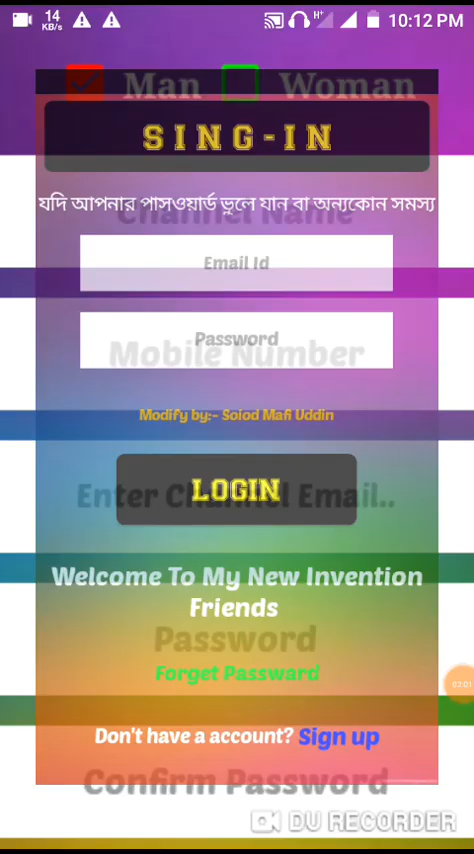 14
KB/s
H+
10:12 PM
Man Woman
SING-IN
যদি আপনার পাসওয়ার্ড ভুলে যান বা অন্যকোন সমস্য
Channel Name
Email Id
Password
Mobile Number
Modify by:- Soiod Mafi Uddin
LOGIN
Enter Channel Email..
Welcome To My New Invention
Friends
Password
Forget Passward
02:01
Don't have a account? Sign up
Confirm Password
DU RECORDER